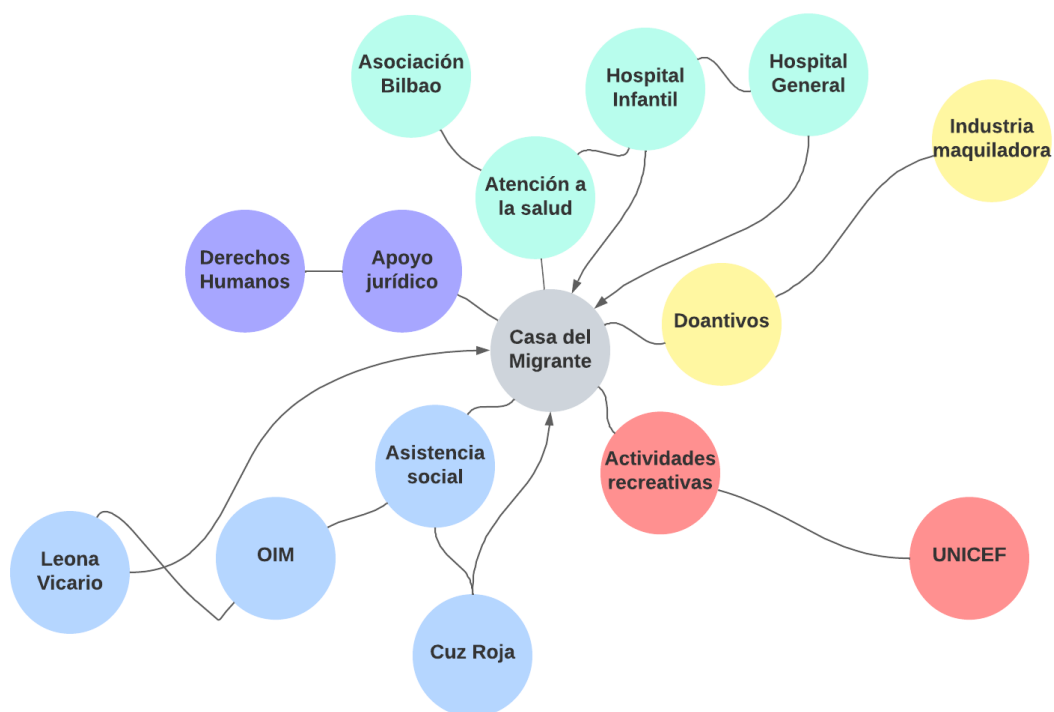 Asociación
Bilbao
Hospital
Infantil
Hospital
General
Industria
maquiladora
Atención a
la salud
Derechos
Humanos
Apoyo
jurídico
Doantivos
Casa del
Migrante
Asistencia
social
Actividades
recreativas
Leona
Vicario
OIM
UNICEF
Cuz Roja